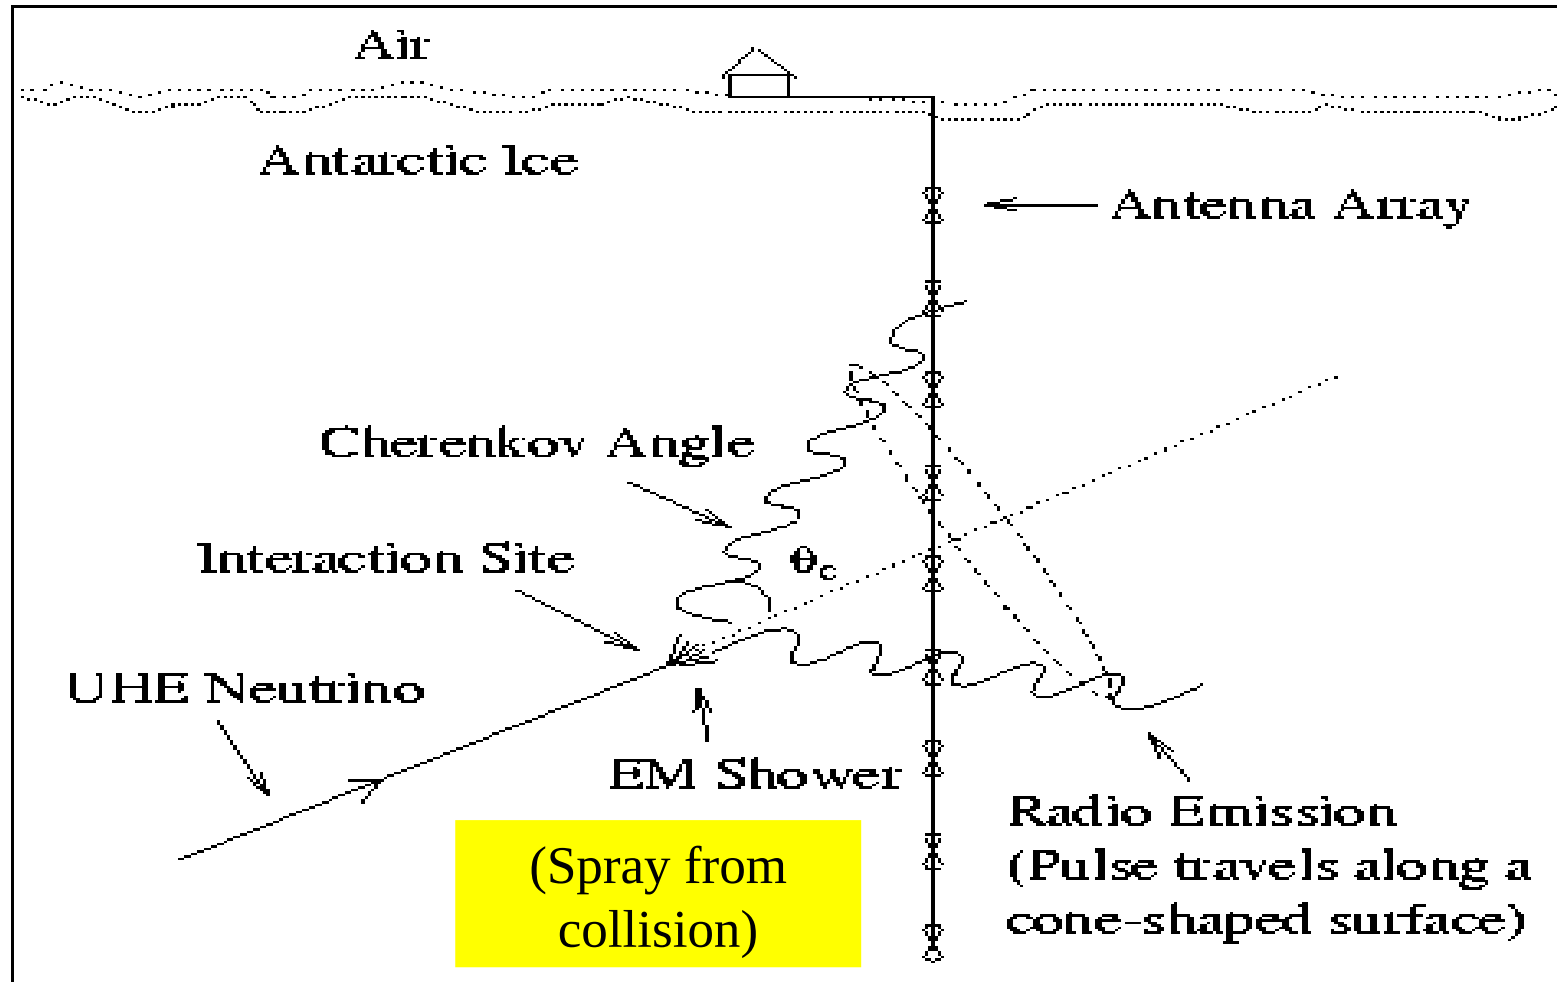 Air
Antarctic Ice
Antenna Array
Cherenkov Angle
θc
Interaction Site
UHE Neutrino
EM Shower
(Spray from
collision)
Radio Emission
(Pulse travels along a
cone-shaped surface)